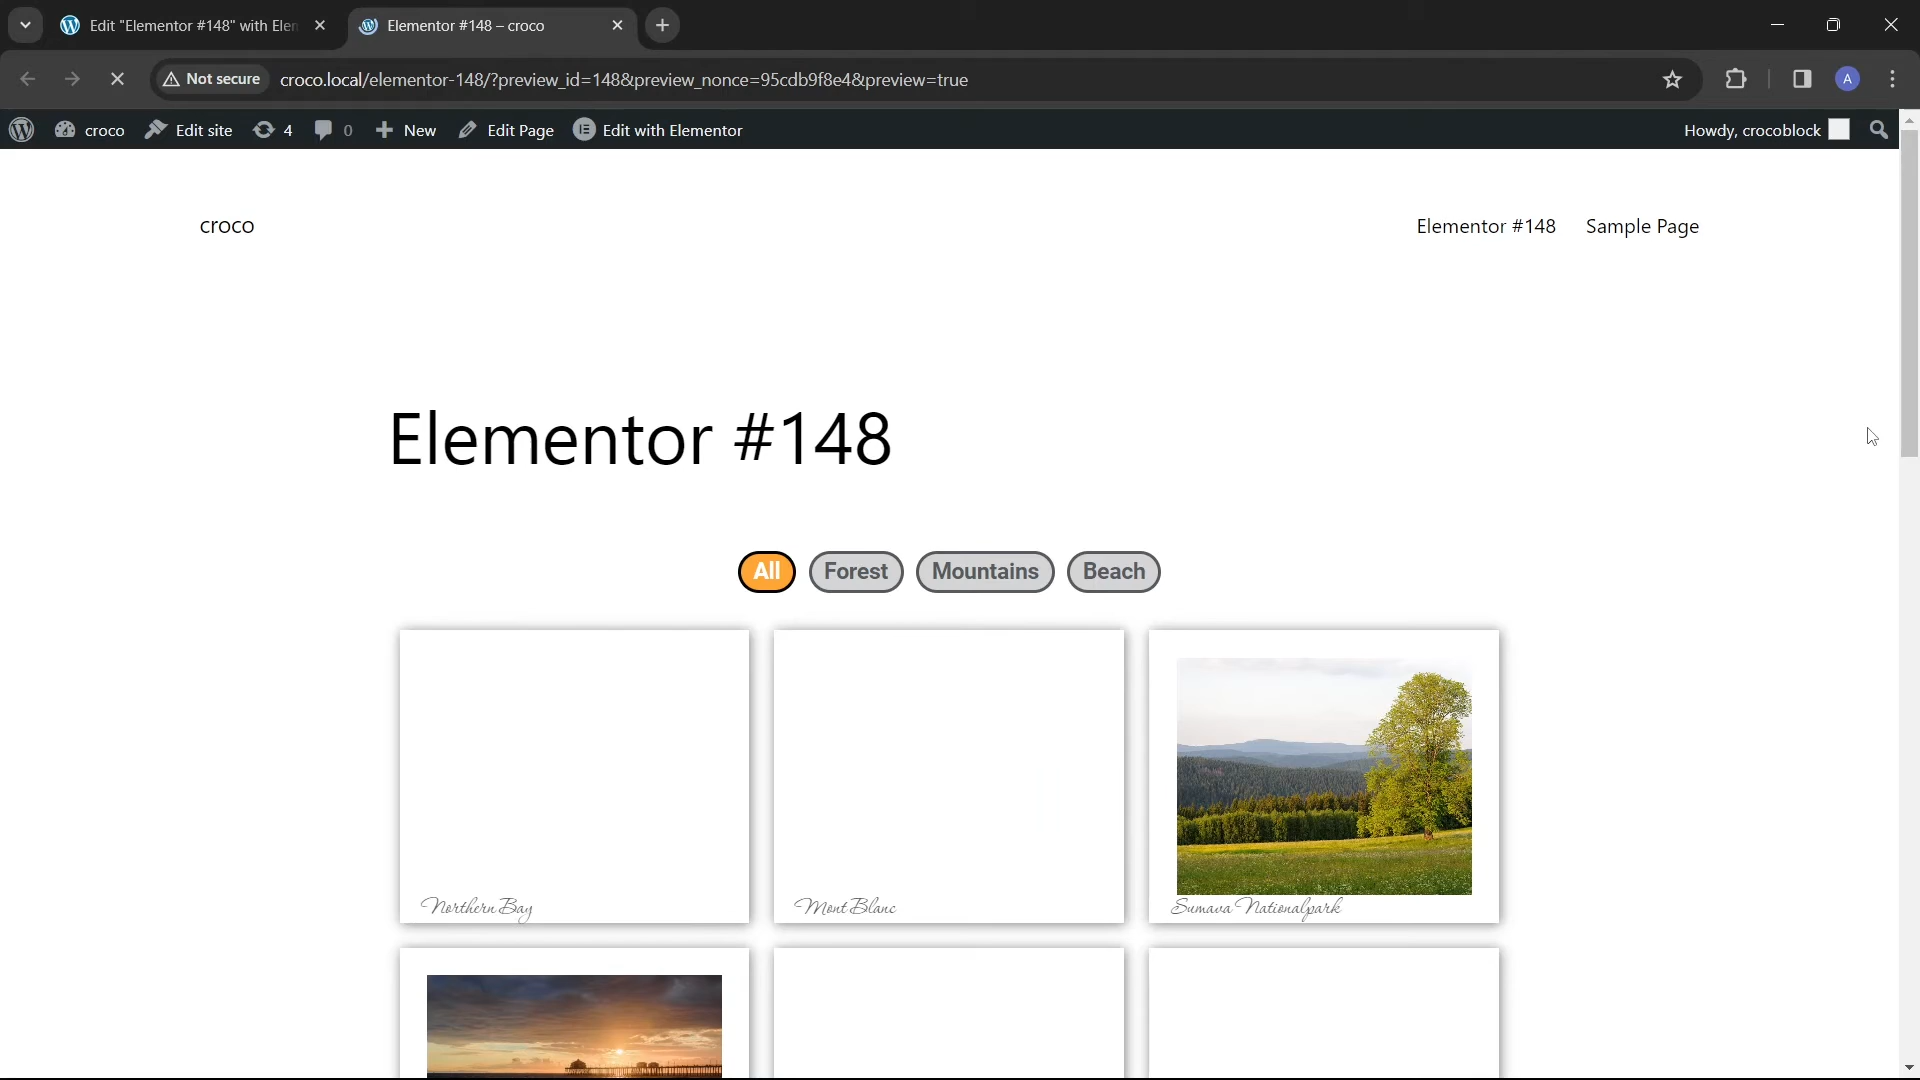 Edit "Elementor #148" with Ele
Elementor #148 – croco
Not secure
croco.local/elementor-148/?preview_id=148&preview_nonce=95cdb9f8e4&preview=true
A
croco
Edit site
4
0
New
Edit Page
Edit with Elementor
Howdy, crocoblock
croco
Elementor #148
Sample Page
Elementor #148
All
Forest
Mountains
Beach
Northern Bay
Mont Blanc
Sumava Nationalpark